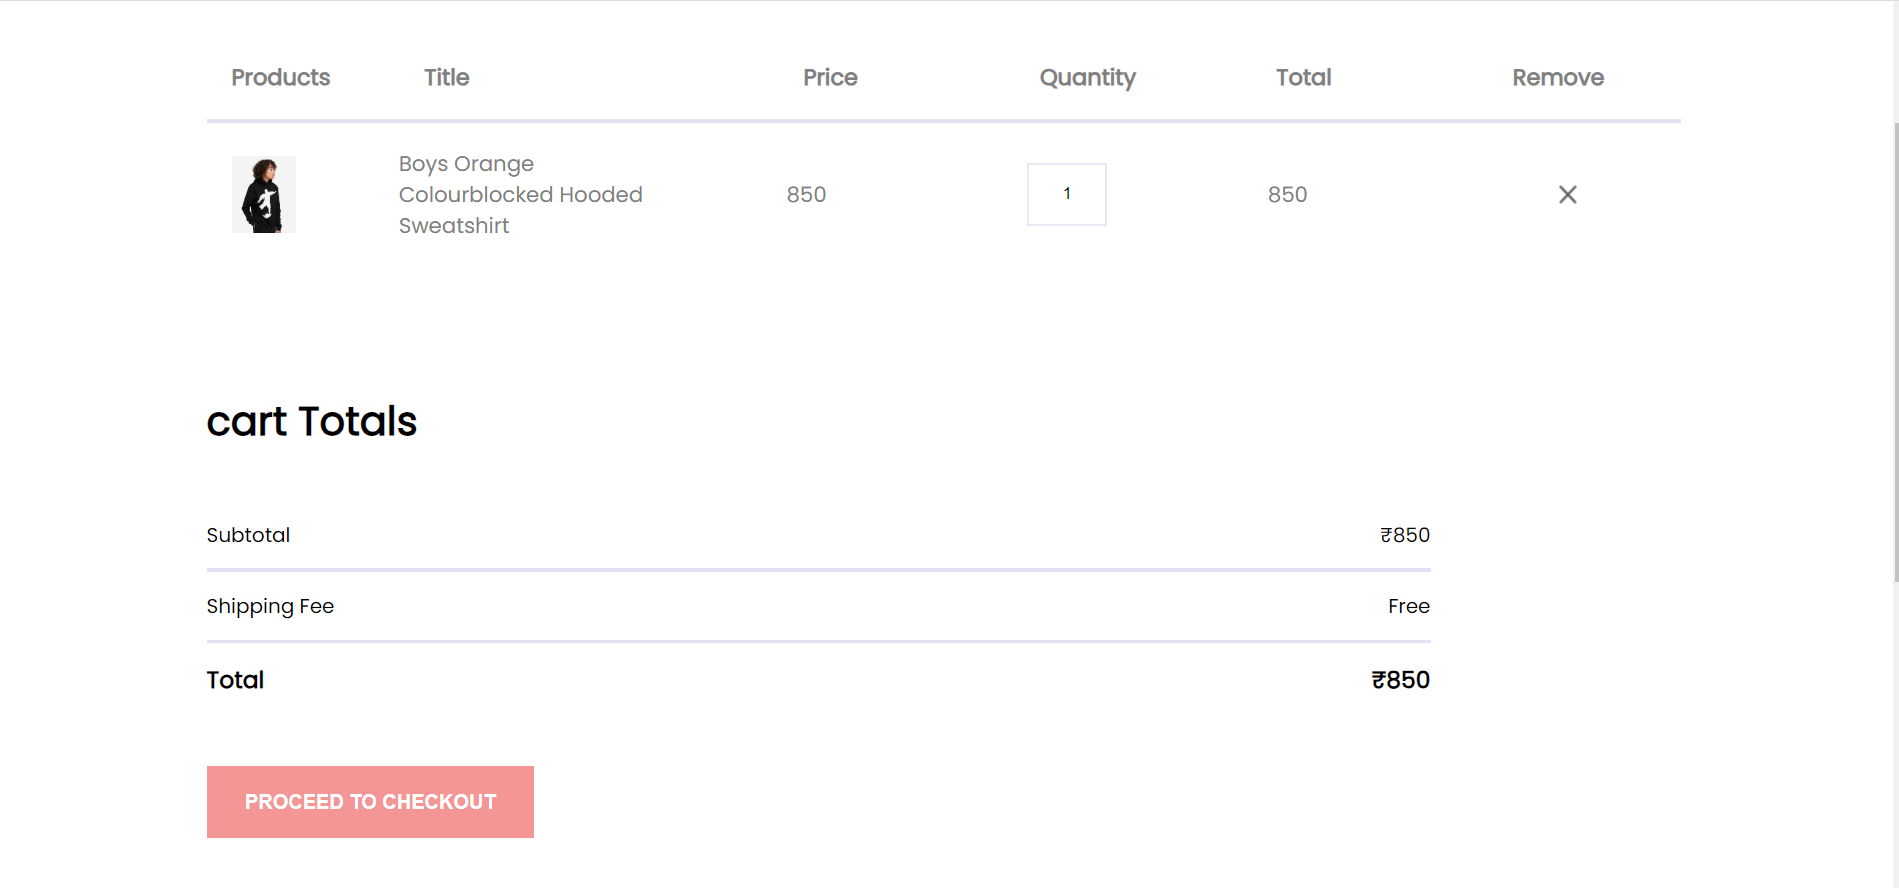 Products Title Price Quantity Total Remove
Boys Orange
Colourblocked Hooded
Sweatshirt
850 1 850
cart Totals
Subtotal ₹850
Shipping Fee Free
Total ₹850
PROCEED TO CHECKOUT